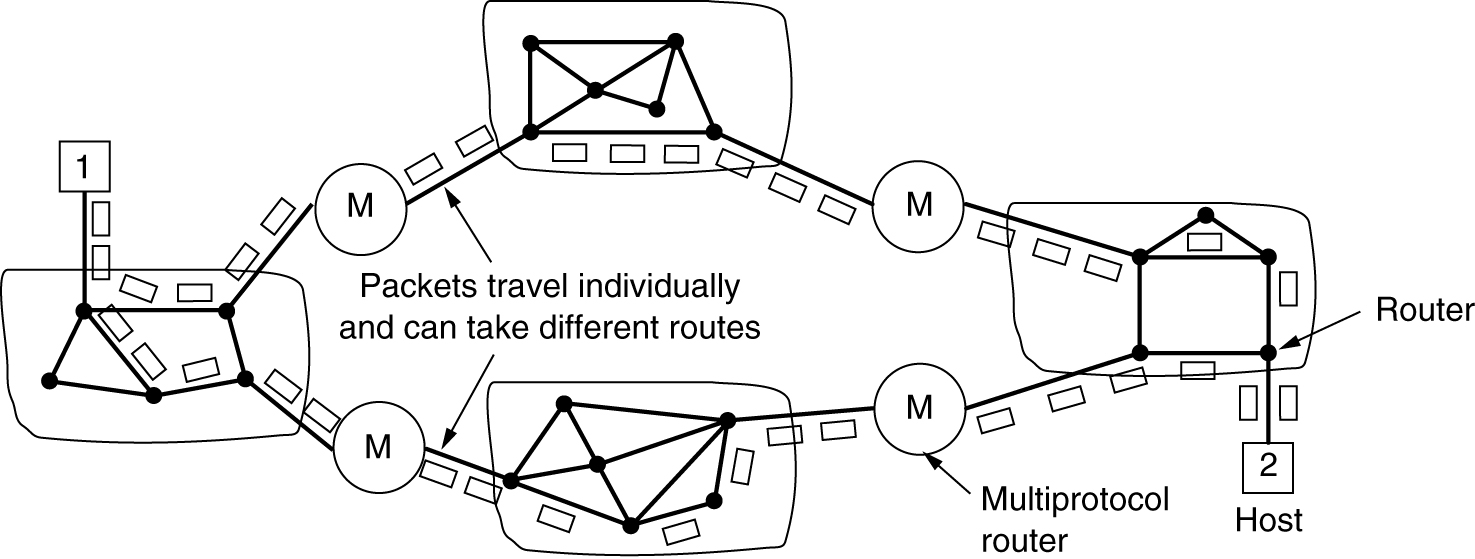 1
M
M
Packets travel individually
and can take different routes
Router
M
M
2
Multiprotocol
router
Host